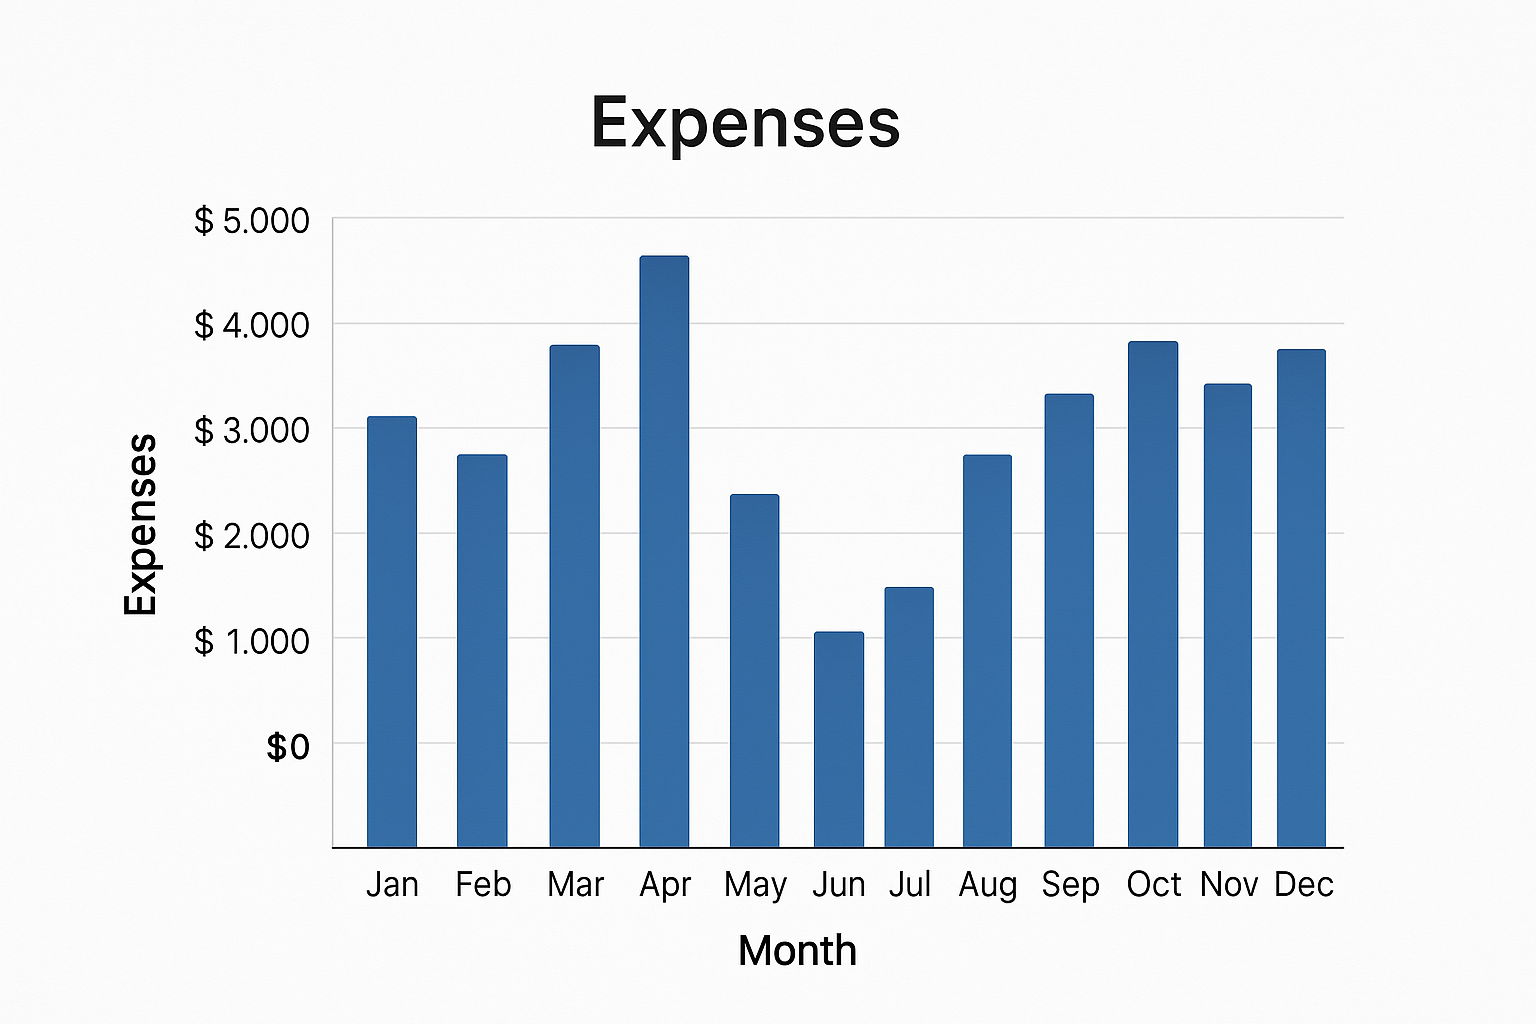 Expenses
$ 5.000
$ 4.000
$ 3.000
$ 2.000
$ 1.000
$0
Expenses
Jan Feb Mar Apr May Jun Jul Aug Sep Oct Nov Dec
Month